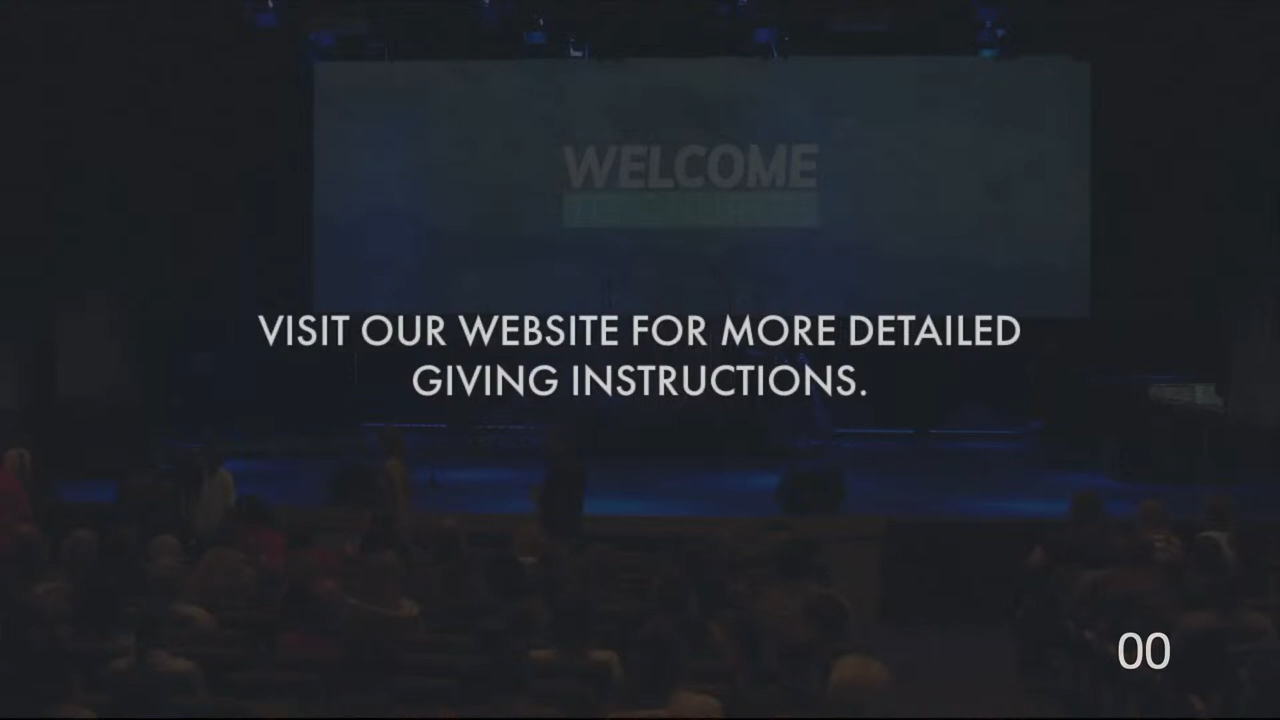 WELCOME
VISIT OUR WEBSITE FOR MORE DETAILED
GIVING INSTRUCTIONS.
00